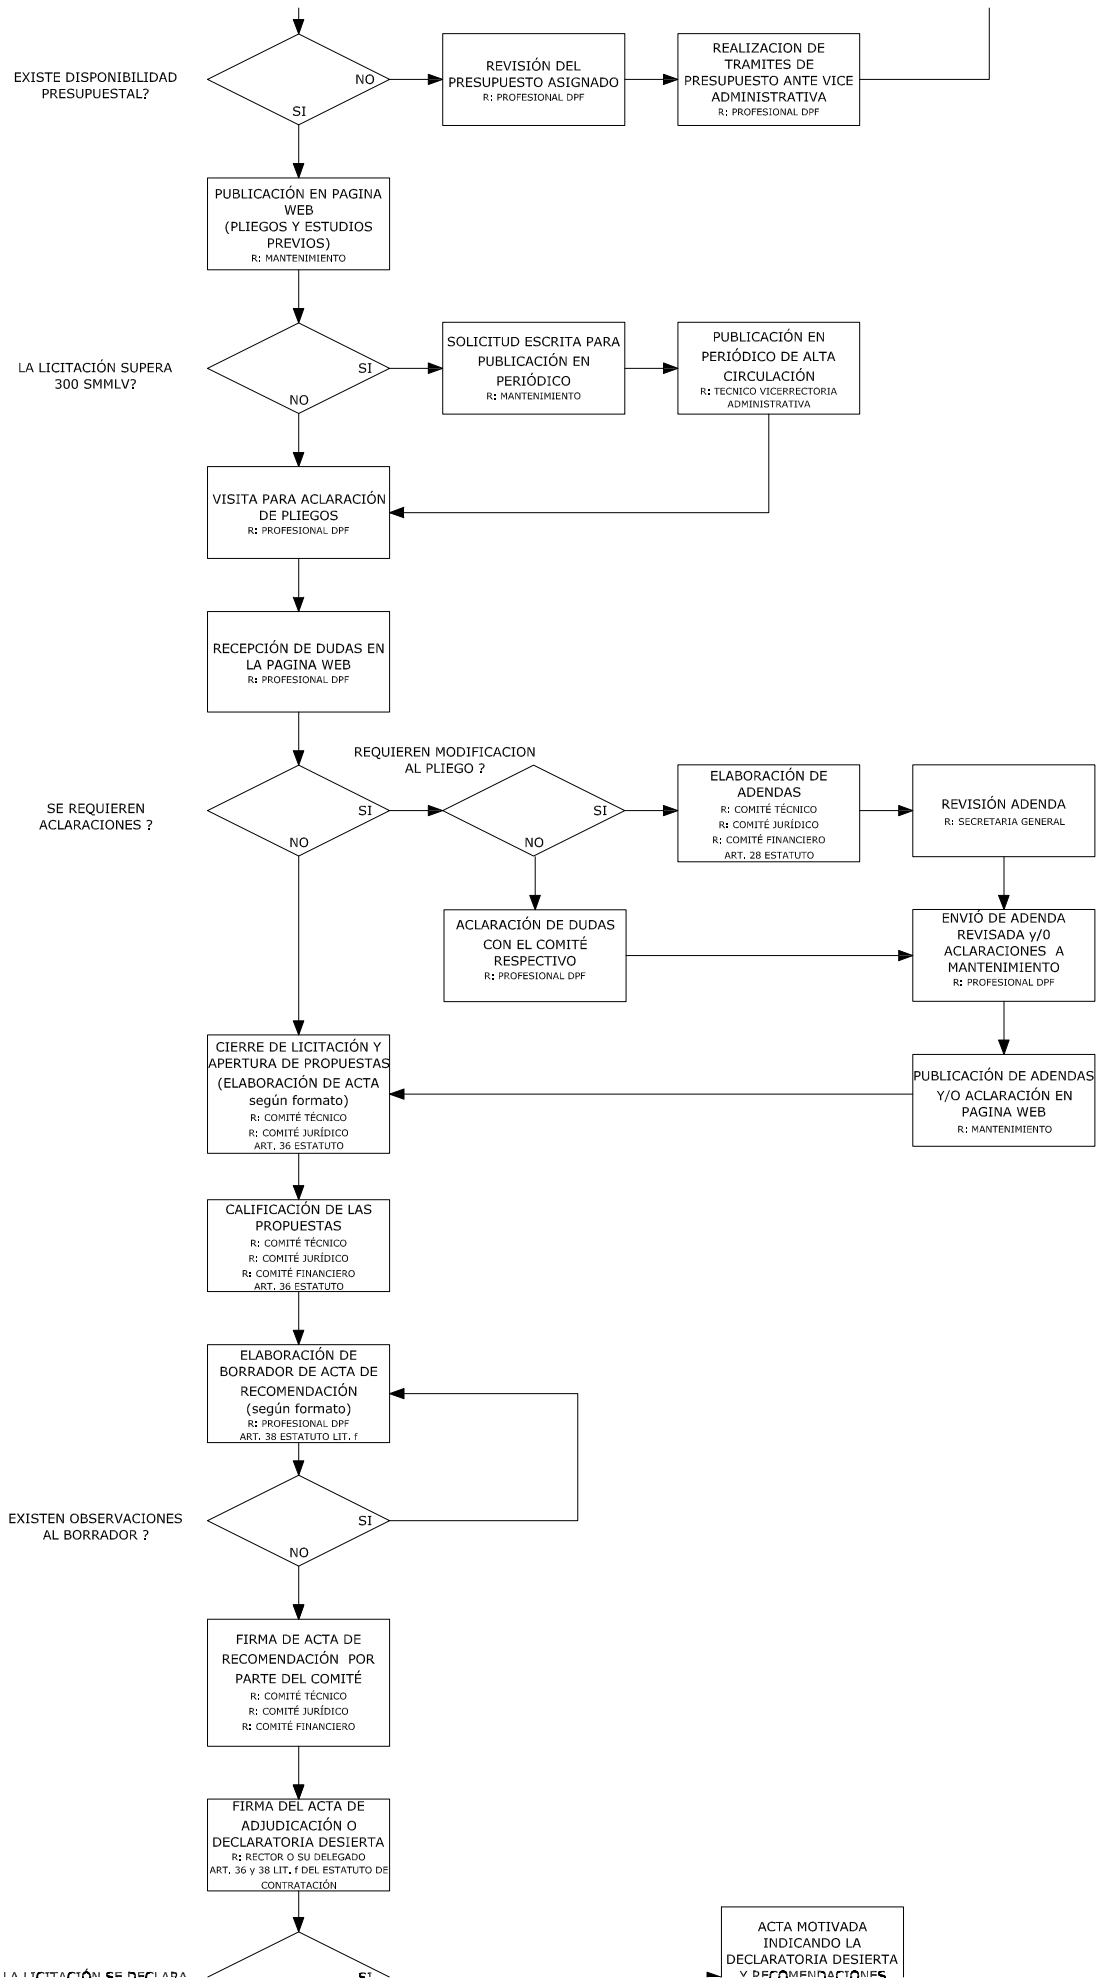 EXISTE DISPONIBILIDAD
PRESUPUESTAL?
NO
SI
REVISIÓN DEL
PRESUPUESTO ASIGNADO
R: PROFESIONAL DPF
REALIZACION DE
TRAMITES DE
PRESUPUESTO ANTE VICE
ADMINISTRATIVA
R: PROFESIONAL DPF
PUBLICACIÓN EN PAGINA
WEB
(PLIEGOS Y ESTUDIOS
PREVIOS)
R: MANTENIMIENTO
LA LICITACIÓN SUPERA
300 SMMLV?
SI
NO
SOLICITUD ESCRITA PARA
PUBLICACIÓN EN
PERIÓDICO
R: MANTENIMIENTO
PUBLICACIÓN EN
PERIÓDICO DE ALTA
CIRCULACIÓN
R: TECNICO VICERRECTORIA
ADMINISTRATIVA
VISITA PARA ACLARACIÓN
DE PLIEGOS
R: PROFESIONAL DPF
RECEPCIÓN DE DUDAS EN
LA PAGINA WEB
R: PROFESIONAL DPF
SE REQUIEREN
ACLARACIONES ?
SI
NO
REQUIEREN MODIFICACION
AL PLIEGO ?
SI
NO
ELABORACIÓN DE
ADENDAS
R: COMITÉ TÉCNICO
R: COMITÉ JURÍDICO
R: COMITÉ FINANCIERO
ART. 28 ESTATUTO
REVISIÓN ADENDA
R: SECRETARIA GENERAL
ACLARACIÓN DE DUDAS
CON EL COMITÉ
RESPECTIVO
R: PROFESIONAL DPF
ENVIÓ DE ADENDA
REVISADA y/0
ACLARACIONES A
MANTENIMIENTO
R: PROFESIONAL DPF
CIERRE DE LICITACIÓN Y
APERTURA DE PROPUESTAS
(ELABORACIÓN DE ACTA
según formato)
R: COMITÉ TÉCNICO
R: COMITÉ JURÍDICO
ART. 36 ESTATUTO
PUBLICACIÓN DE ADENDAS
Y/O ACLARACIÓN EN
PAGINA WEB
R: MANTENIMIENTO
CALIFICACIÓN DE LAS
PROPUESTAS
R: COMITÉ TÉCNICO
R: COMITÉ JURÍDICO
R: COMITÉ FINANCIERO
ART. 36 ESTATUTO
ELABORACIÓN DE
BORRADOR DE ACTA DE
RECOMENDACIÓN
(según formato)
R: PROFESIONAL DPF
ART. 38 ESTATUTO LIT. f
EXISTEN OBSERVACIONES
AL BORRADOR ?
SI
NO
FIRMA DE ACTA DE
RECOMENDACIÓN POR
PARTE DEL COMITÉ
R: COMITÉ TÉCNICO
R: COMITÉ JURÍDICO
R: COMITÉ FINANCIERO
FIRMA DEL ACTA DE
ADJUDICACIÓN O
DECLARATORIA DESIERTA
R: RECTOR O SU DELEGADO
ART. 36 y 38 LIT. f DEL ESTATUTO DE
CONTRATACIÓN
LA LICITACIÓN SE DECLARA
SI
ACTA MOTIVADA
INDICANDO LA
DECLARATORIA DESIERTA
Y RECOMENDACIONES